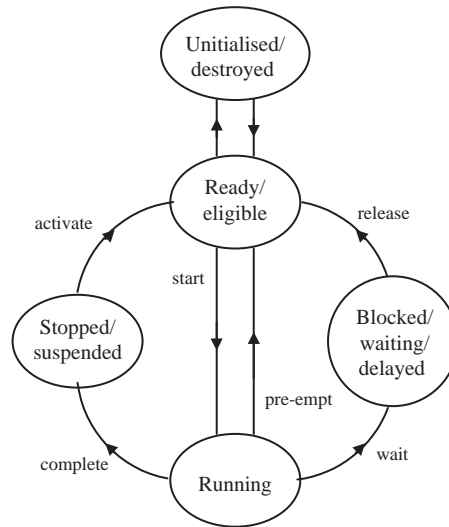 Unitialised/
destroyed
Ready/
eligible
activate
release
start
Stopped/
suspended
Blocked/
waiting/
delayed
pre-empt
complete
wait
Running